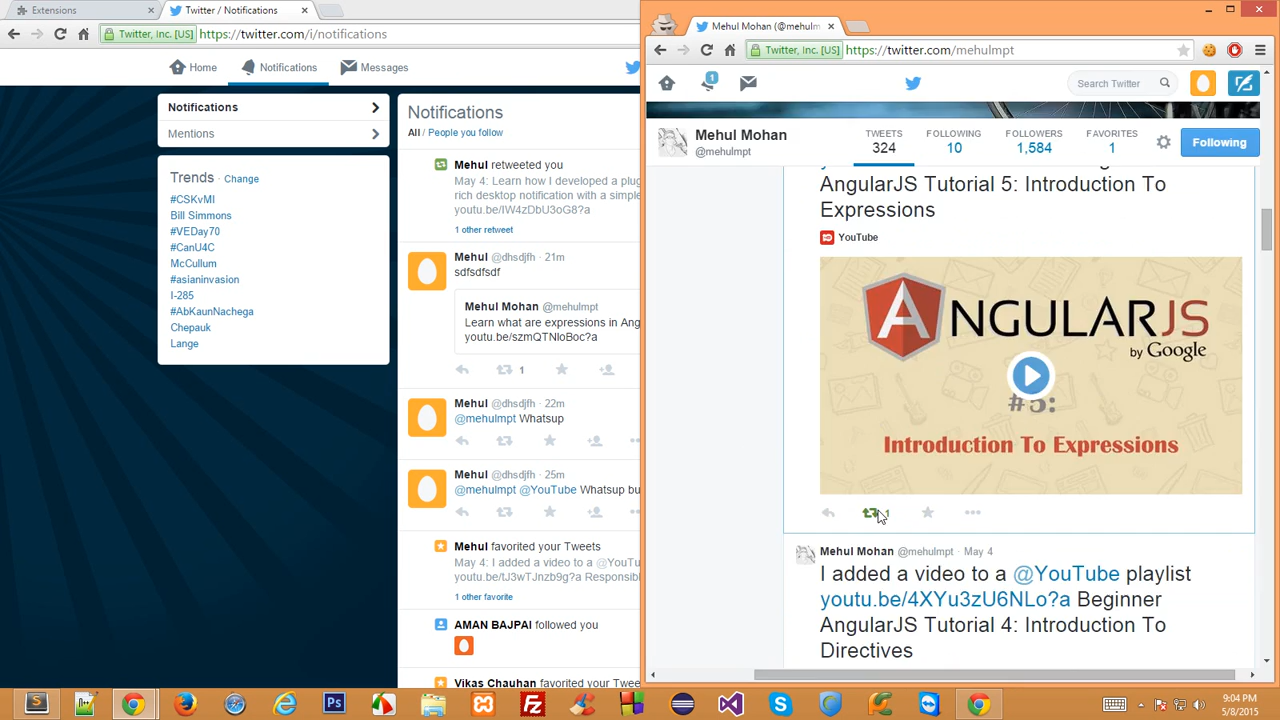 Extensions
Twitter / Notifications
Twitter, Inc. [US]
https://twitter.com/i/notifications
Home
Notifications
Messages
Notifications
Mentions
Trends · Change
#CSKvMI
Bill Simmons
#VEDay70
#CanU4C
McCullum
#asianinvasion
I-285
#AbKaunNachega
Chepauk
Lange
Notifications
All / People you follow
Mehul retweeted you
May 4: Learn how I developed a plug
rich desktop notification with a simple
youtu.be/IW4zDbU3oG8?a
1 other retweet
Mehul @dhsdjfh · 21m
sdfsdfsdf
Mehul Mohan @mehulmpt
Learn what are expressions in Ang
youtu.be/szmQTNloBoc?a
1
Mehul @dhsdjfh · 22m
@mehulmpt Whatsup
Mehul @dhsdjfh · 25m
@mehulmpt @YouTube Whatsup bu
Mehul favorited your Tweets
May 4: I added a video to a @YouTu
youtu.be/tJ3wTJnzb9g?a Responsibl
1 other favorite
AMAN BAJPAI followed you
Vikas Chauhan favorited your Tweets
Mehul Mohan (@mehulm
Twitter, Inc. [US]
https://twitter.com/mehulmpt
1
Search Twitter
Mehul Mohan
@mehulmpt
TWEETS
324
FOLLOWING
10
FOLLOWERS
1,584
FAVORITES
1
Following
AngularJS Tutorial 5: Introduction To
Expressions
YouTube
ANGULARJS
by Google
#5:
Introduction To Expressions
1
Mehul Mohan @mehulmpt · May 4
I added a video to a @YouTube playlist
youtu.be/4XYu3zU6NLo?a Beginner
AngularJS Tutorial 4: Introduction To
Directives
Ps
9:04 PM
5/8/2015